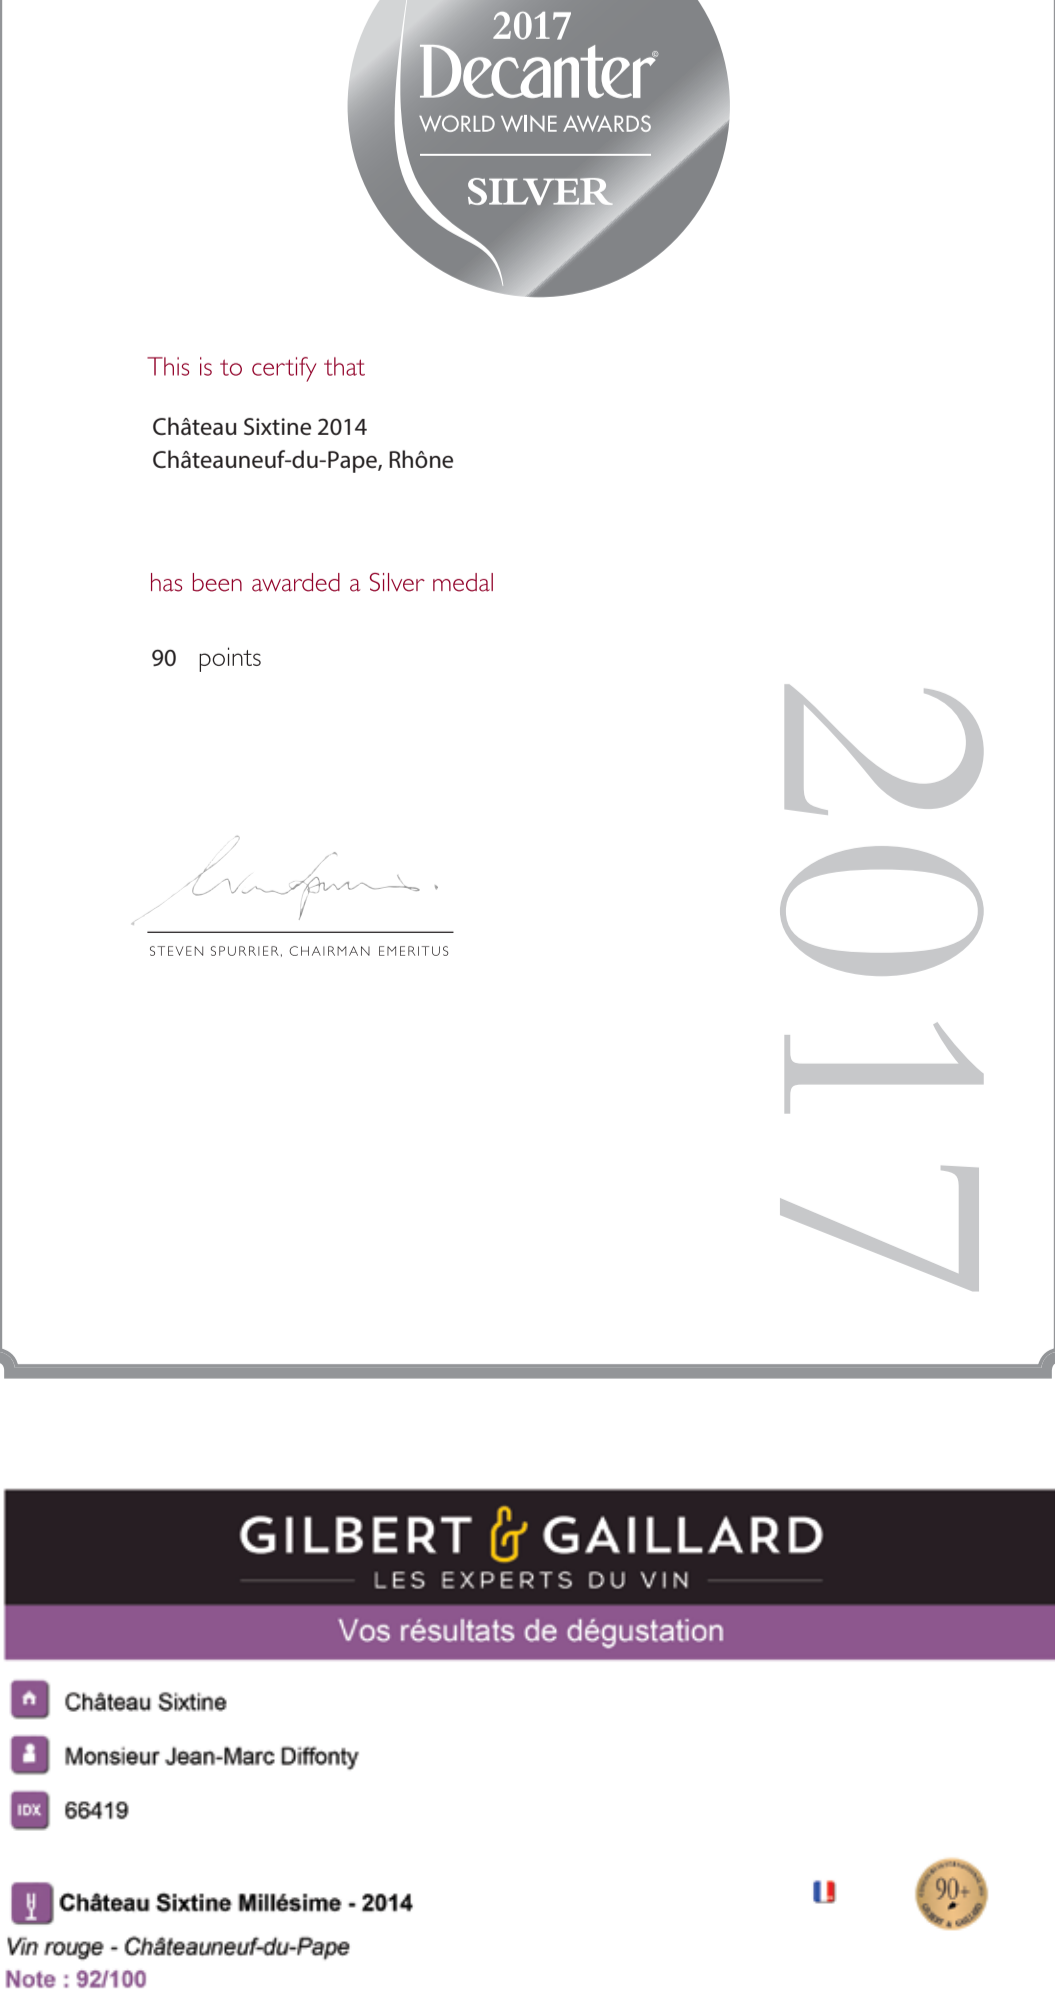 2017
Decanter
WORLD WINE AWARDS
SILVER
This is to certify that
Château Sixtine 2014
Châteauneuf-du-Pape, Rhône
has been awarded a Silver medal
90 points
2017
STEVEN SPURRIER, CHAIRMAN EMERITUS
GILBERT & GAILLARD
LES EXPERTS DU VIN
Vos résultats de dégustation
Château Sixtine
Monsieur Jean-Marc Diffonty
IDX 66419
Château Sixtine Millésime - 2014
90+
GILBERT & GAILLARD
Vin rouge - Châteauneuf-du-Pape
Note : 92/100